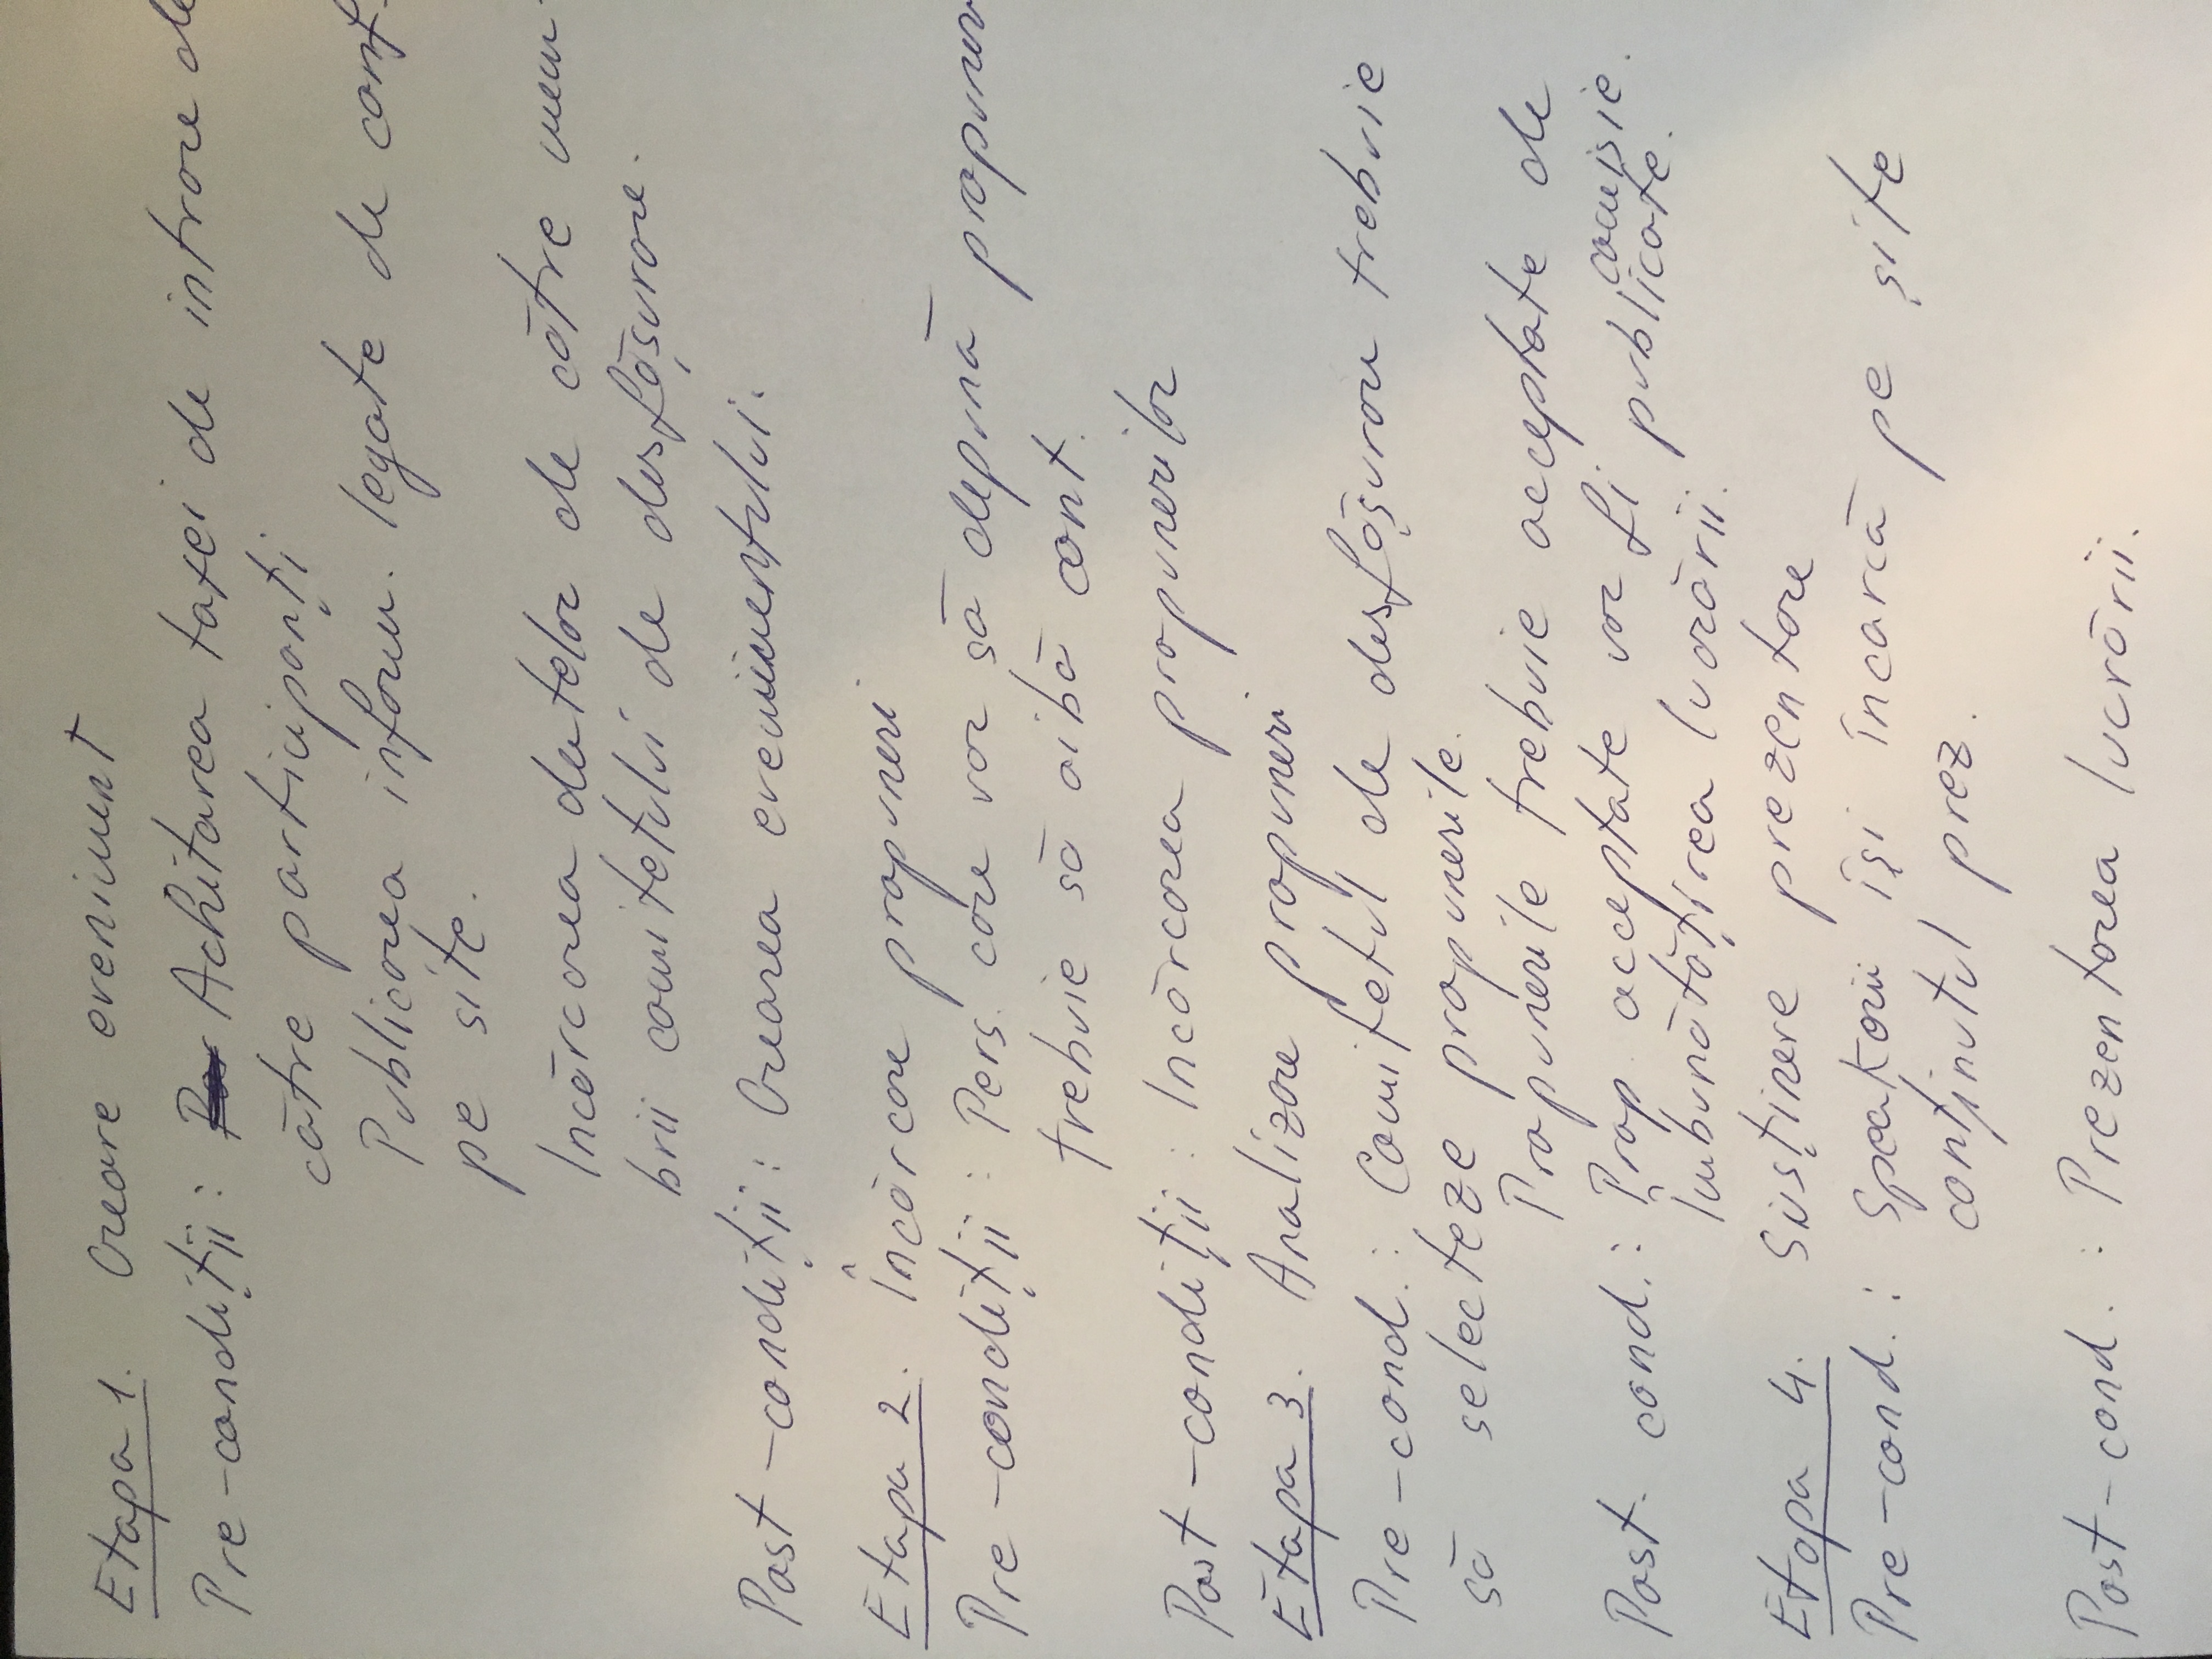 Etapa 1. Creare eveniment
Pre-condiții: Achitarea taxei de intrare de
către participanți
Publicarea inform. legate de conf.
pe site.
Incărcarea datelor de către mem-
brii comitetului de desfășurare.
Post-condiții: Crearea evenimentului.
Etapa 2. Încărcare propuneri
Pre-condiții: Pers. care vor să depună propuneri
trebuie să aibă cont.
Post-condiții: Incărcarea propunerilor
Etapa 3. Analizare propuneri
Pre-cond.: Comitetul de desfășurare trebuie
să selecteze propunerile.
Propunerile trebuie acceptate de
comisie.
Post-cond.: Prop. acceptate vor fi publicate.
Îmbunătățirea lucrării.
Etapa 4. Susținere prezentare
Pre-cond.: Speakorii își încarcă pe site
conținutul prez.
Post-cond.: Prezentarea lucrării.